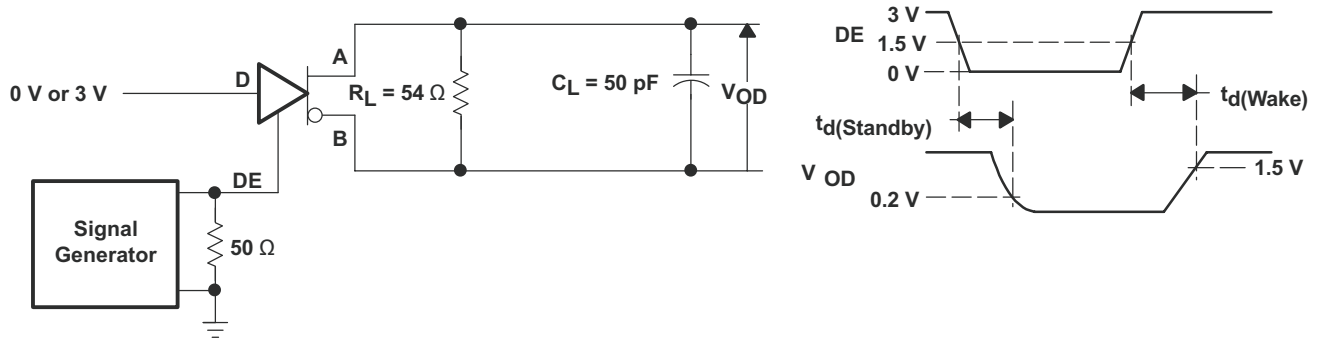 0 V or 3 V
D
A
B
DE
R_L = 54 Ω
C_L = 50 pF
V_OD
Signal
Generator
50 Ω
DE
3 V
1.5 V
0 V
t_d(Standby)
t_d(Wake)
V_OD
0.2 V
1.5 V